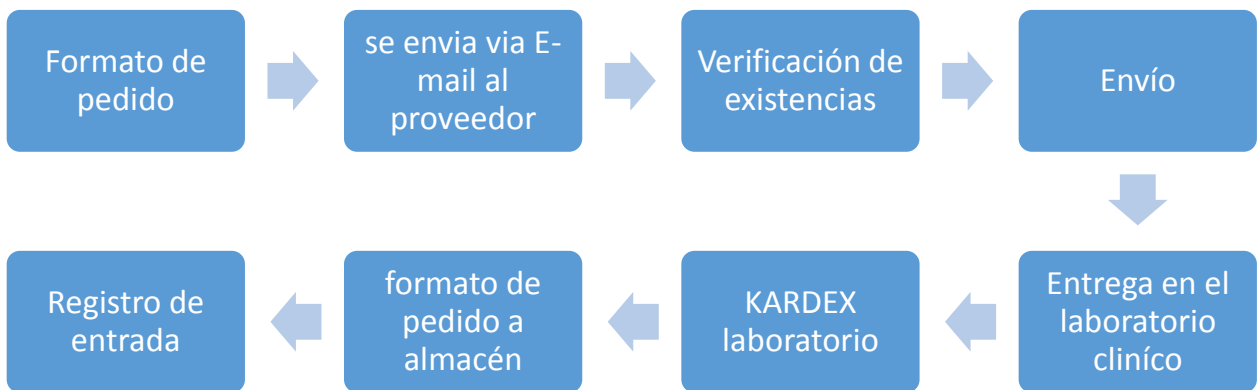 Formato de
pedido
se envia via E-
mail al
proveedor
Verificación de
existencias
Envío
Entrega en el
laboratorio
cliníco
KARDEX
laboratorio
formato de
pedido a
almacén
Registro de
entrada